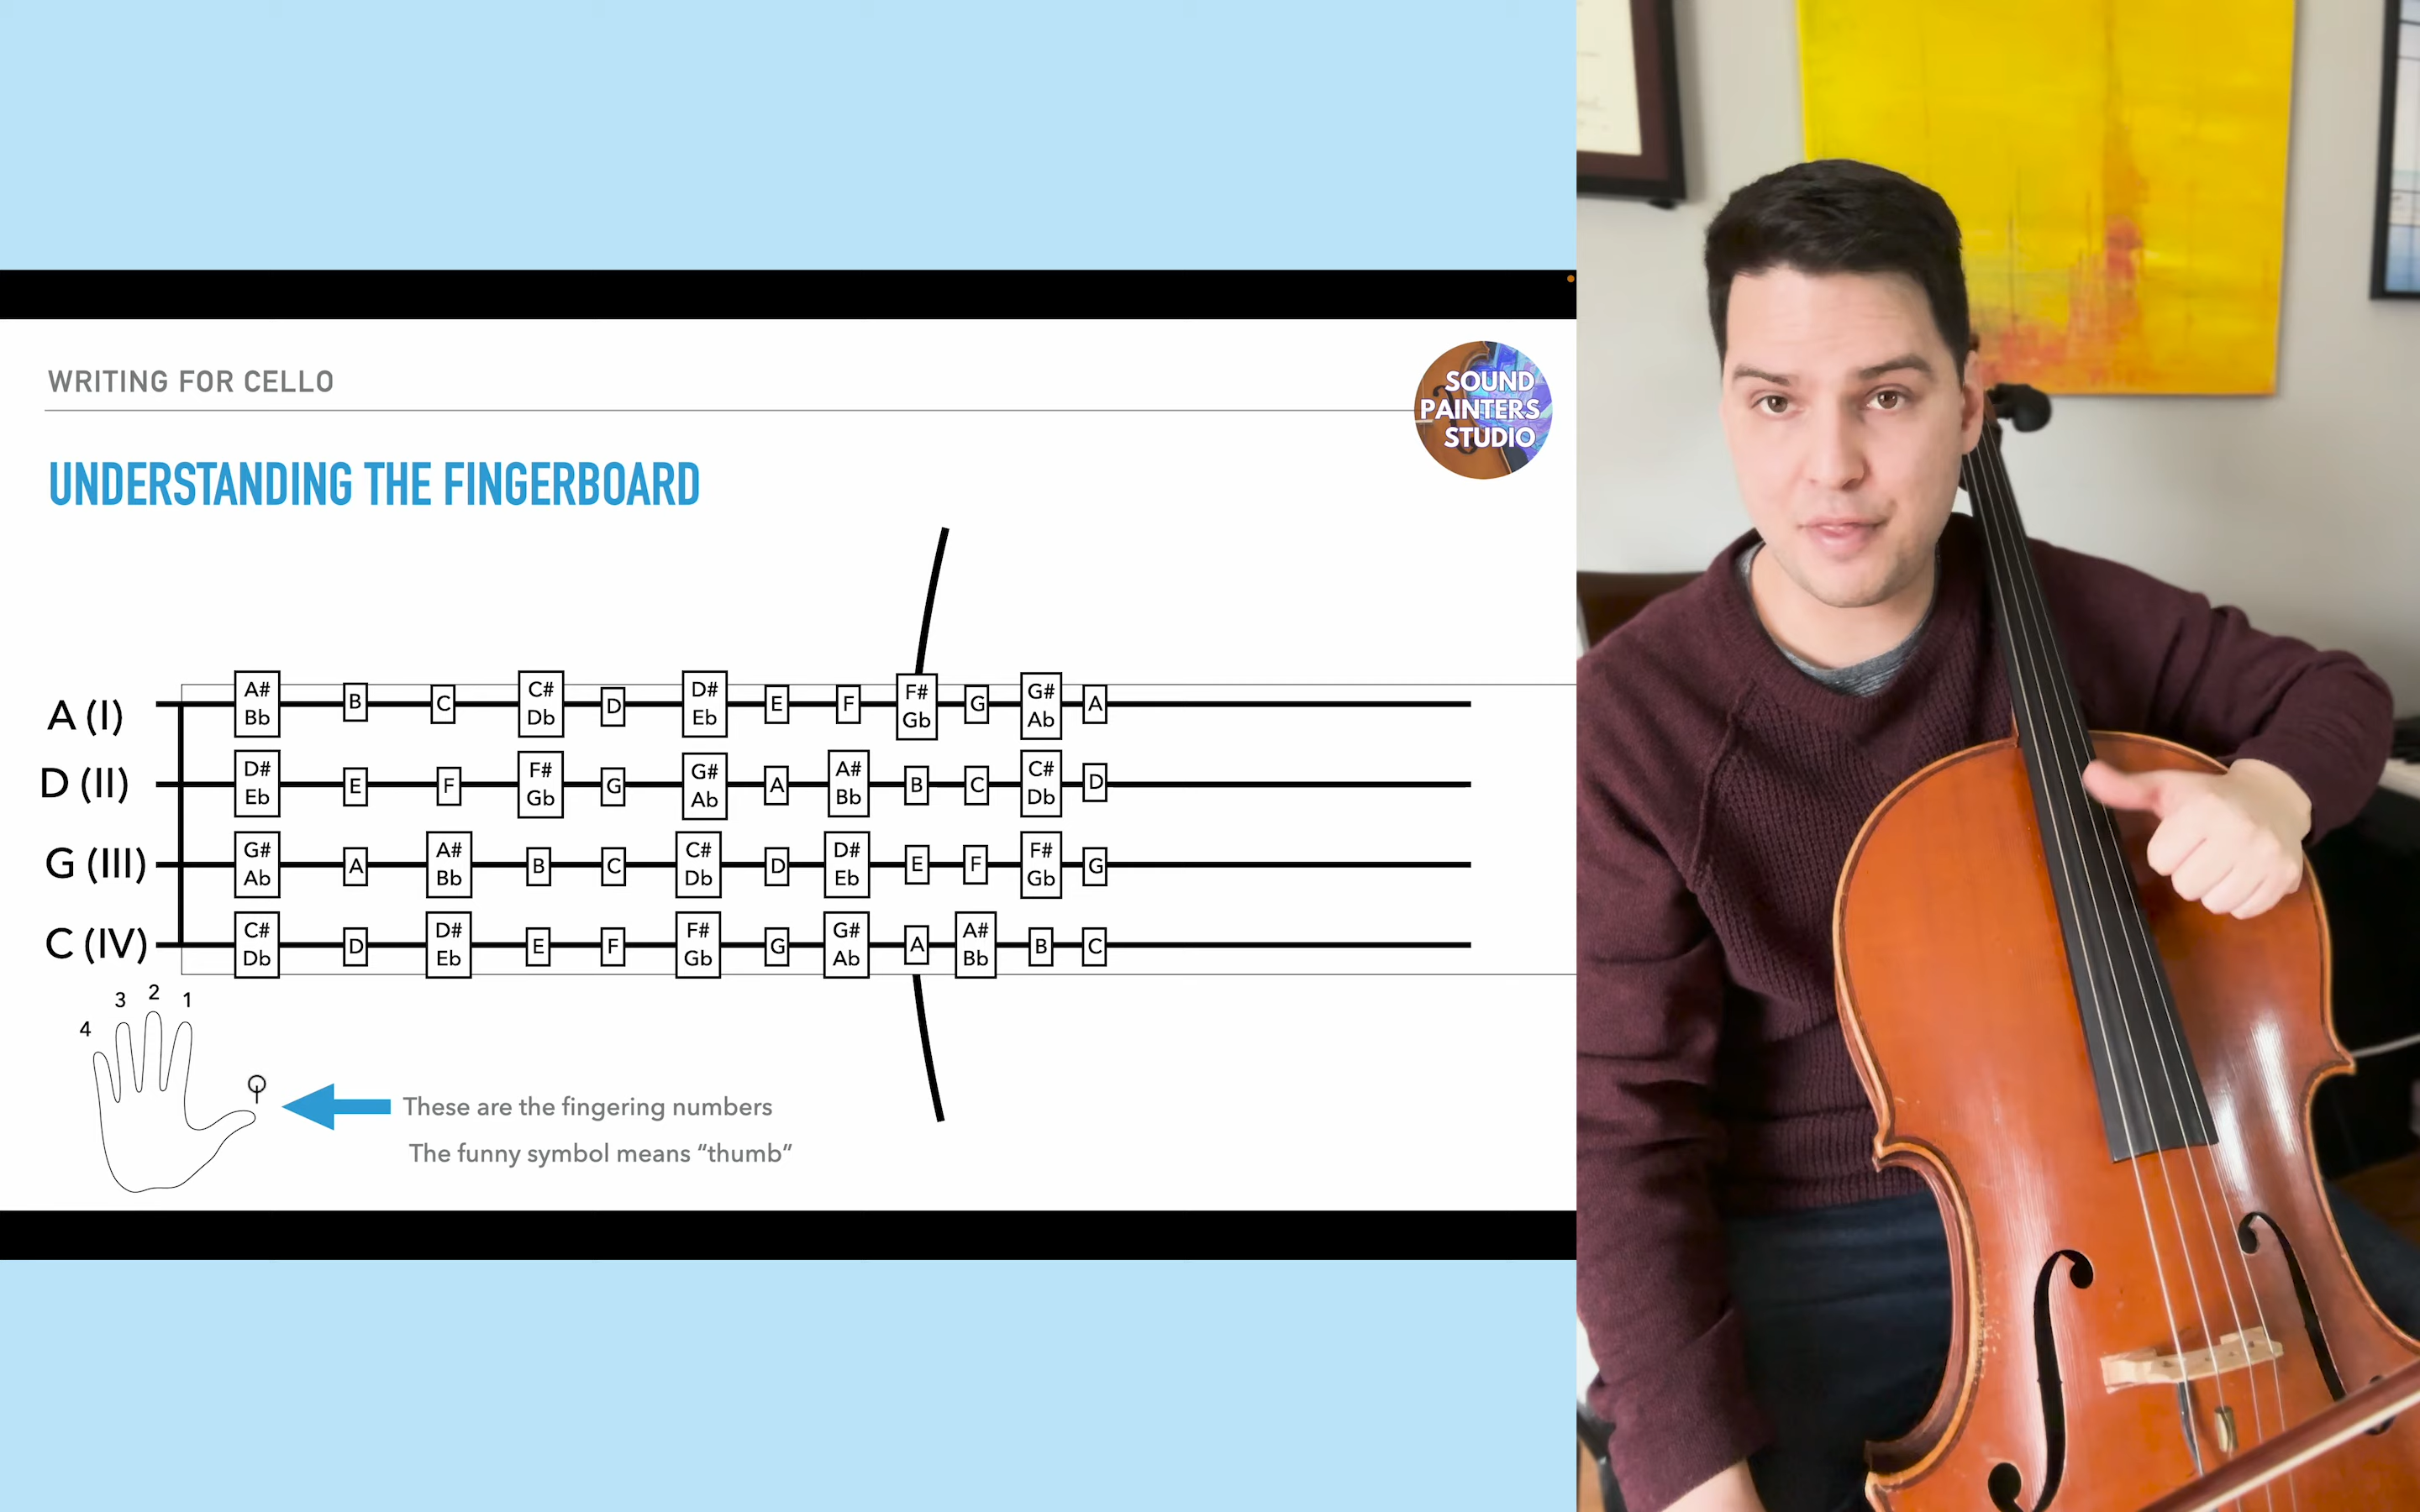 WRITING FOR CELLO
SOUND
PAINTERS
STUDIO
UNDERSTANDING THE FINGERBOARD
A (I)
A#
Bb
B
C
C#
Db
D
D#
Eb
E
F
F#
Gb
G
G#
Ab
A
D (II)
D#
Eb
E
F
F#
Gb
G
G#
Ab
A
A#
Bb
B
C
C#
Db
D
G (III)
G#
Ab
A
A#
Bb
B
C
C#
Db
D
D#
Eb
E
F
F#
Gb
G
C (IV)
C#
Db
D
D#
Eb
E
F
F#
Gb
G
G#
Ab
A
A#
Bb
B
C
4
3
2
1
These are the fingering numbers
The funny symbol means “thumb”